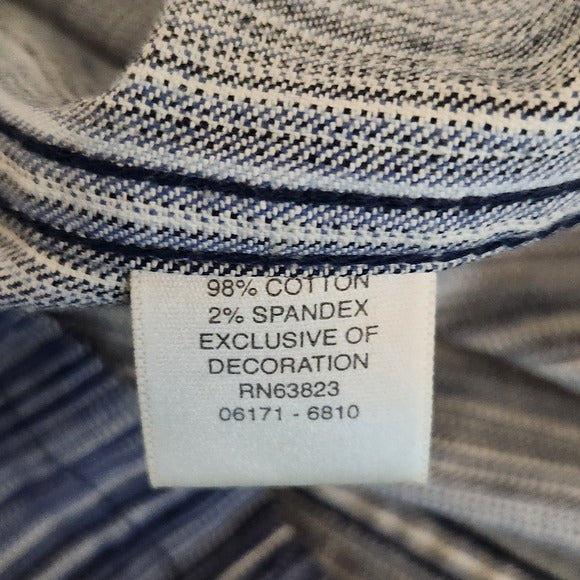 98% COTTON
2% SPANDEX
EXCLUSIVE OF
DECORATION
RN63823
06171 - 6810